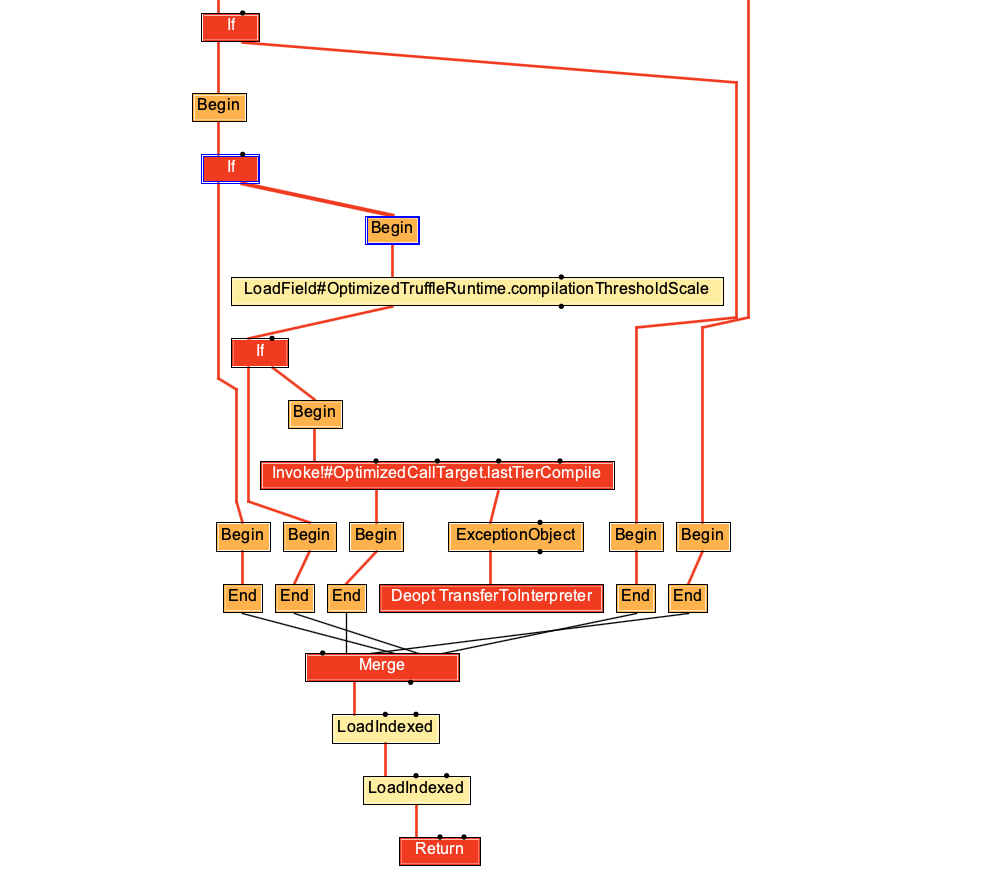 If
Begin
If
Begin
LoadField#OptimizedTruffleRuntime.compilationThresholdScale
If
Begin
Invoke!#OptimizedCallTarget.lastTierCompile
Begin
Begin
Begin
ExceptionObject
Begin
Begin
End
End
End
Deopt TransferToInterpreter
End
End
Merge
LoadIndexed
LoadIndexed
Return